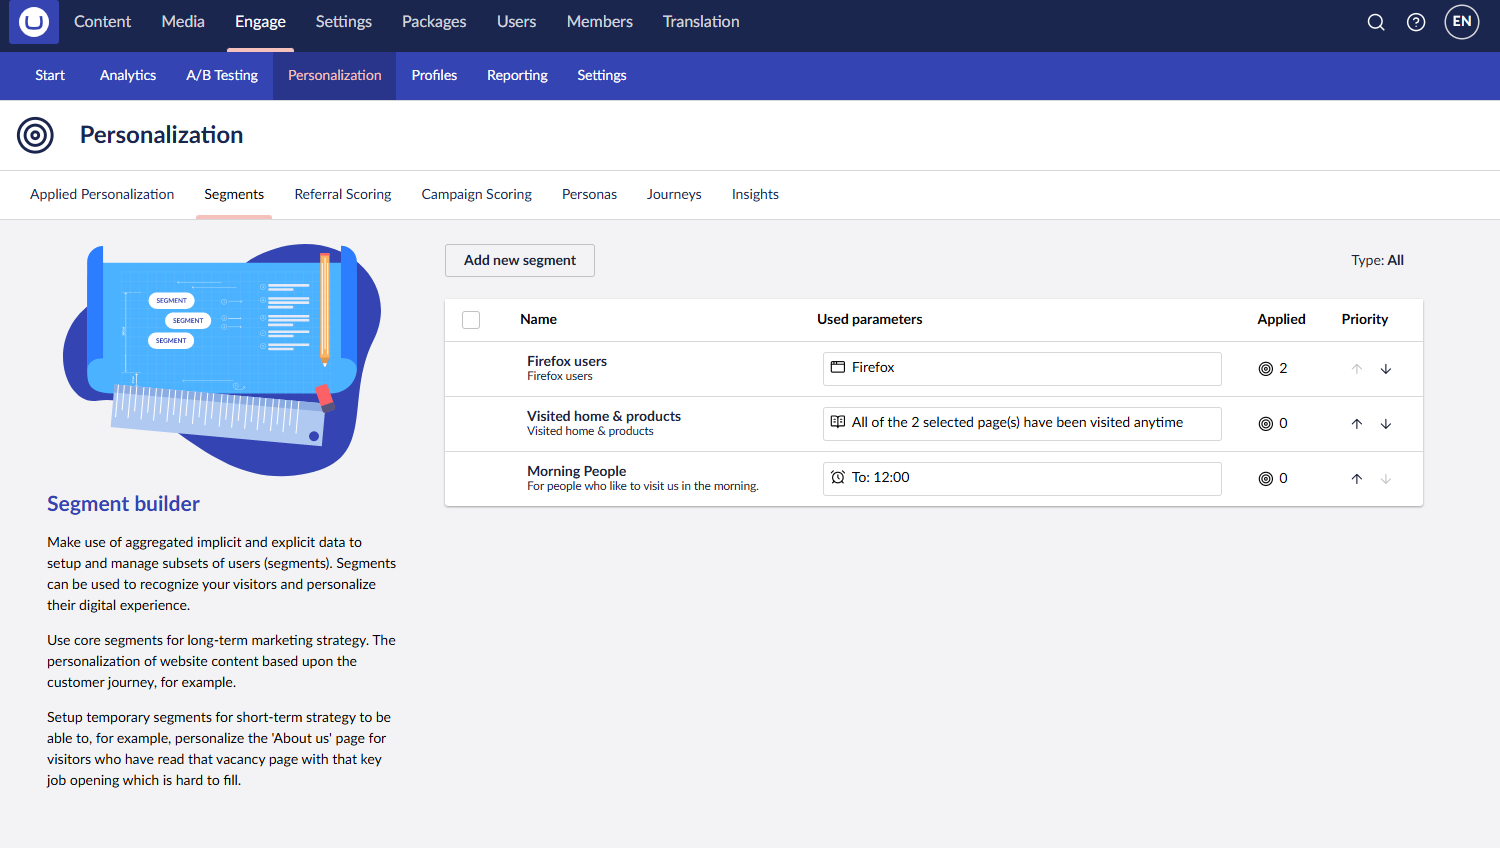 Content Media Engage Settings Packages Users Members Translation EN
Start Analytics A/B Testing Personalization Profiles Reporting Settings
Personalization
Applied Personalization Segments Referral Scoring Campaign Scoring Personas Journeys Insights
SEGMENT
SEGMENT
SEGMENT
Segment builder
Make use of aggregated implicit and explicit data to
setup and manage subsets of users (segments). Segments
can be used to recognize your visitors and personalize
their digital experience.
Use core segments for long-term marketing strategy. The
personalization of website content based upon the
customer journey, for example.
Setup temporary segments for short-term strategy to be
able to, for example, personalize the 'About us' page for
visitors who have read that vacancy page with that key
job opening which is hard to fill.
Add new segment Type: All
Name Used parameters Applied Priority
Firefox users
Firefox users
Firefox 2
Visited home & products
Visited home & products
All of the 2 selected page(s) have been visited anytime 0
Morning People
For people who like to visit us in the morning.
To: 12:00 0